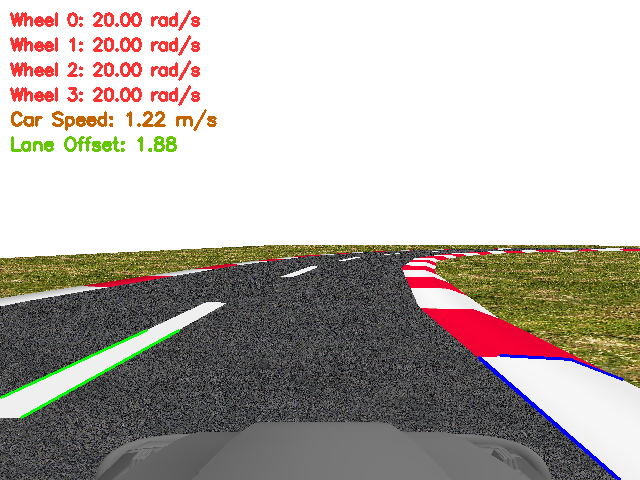 Wheel 0: 20.00 rad/s
Wheel 1: 20.00 rad/s
Wheel 2: 20.00 rad/s
Wheel 3: 20.00 rad/s
Car Speed: 1.22 m/s
Lane Offset: 1.88